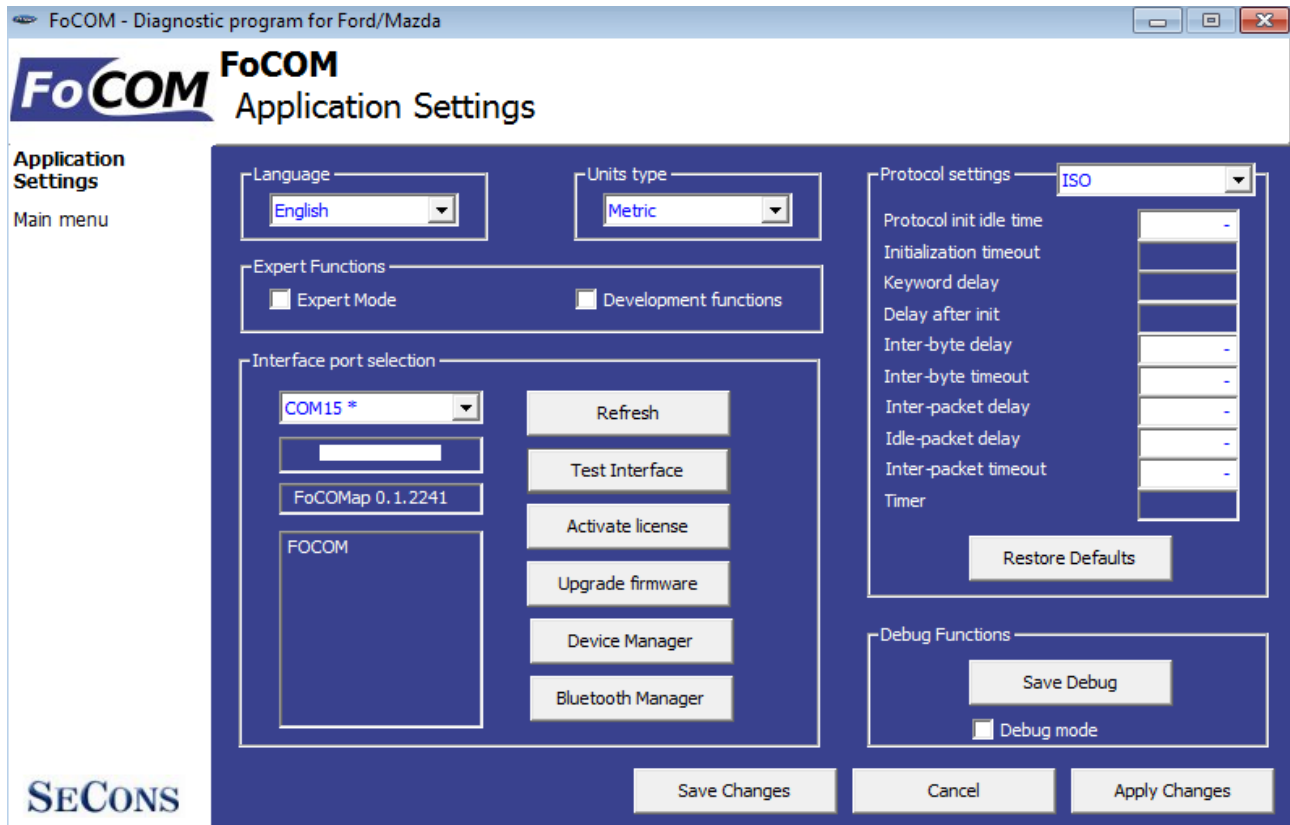 FoCOM - Diagnostic program for Ford/Mazda
FoCOM
FoCOM
Application Settings
Application
Settings
Main menu
Language
English
Units type
Metric
Expert Functions
Expert Mode
Development functions
Interface port selection
COM15 *
FoCOMap 0.1.2241
FOCOM
Refresh
Test Interface
Activate license
Upgrade firmware
Device Manager
Bluetooth Manager
Protocol settings
ISO
Protocol init idle time -
Initialization timeout
Keyword delay
Delay after init
Inter-byte delay -
Inter-byte timeout -
Inter-packet delay -
Idle-packet delay -
Inter-packet timeout -
Timer
Restore Defaults
Debug Functions
Save Debug
Debug mode
SECONS
Save Changes
Cancel
Apply Changes